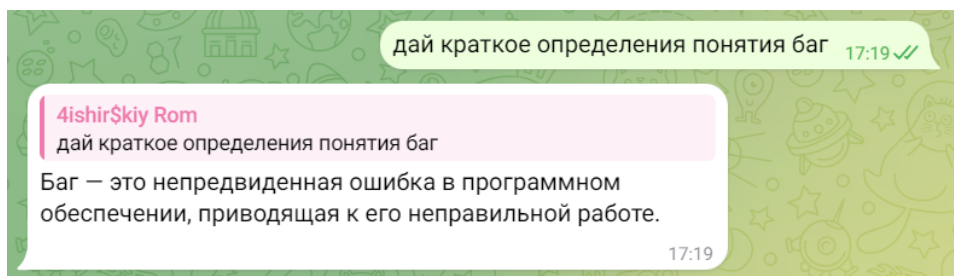 дай краткое определения понятия баг 17:19
4ishir$kiy Rom
дай краткое определения понятия баг
Баг — это непредвиденная ошибка в программном
обеспечении, приводящая к его неправильной работе.
17:19